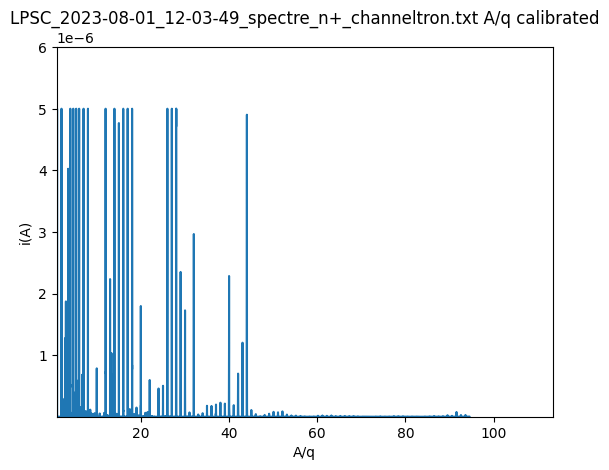 LPSC_2023-08-01_12-03-49_spectre_n+_channeltron.txt A/q calibrated
1e−6
6
5
4
3
2
1
i(A)
20 40 60 80 100
A/q